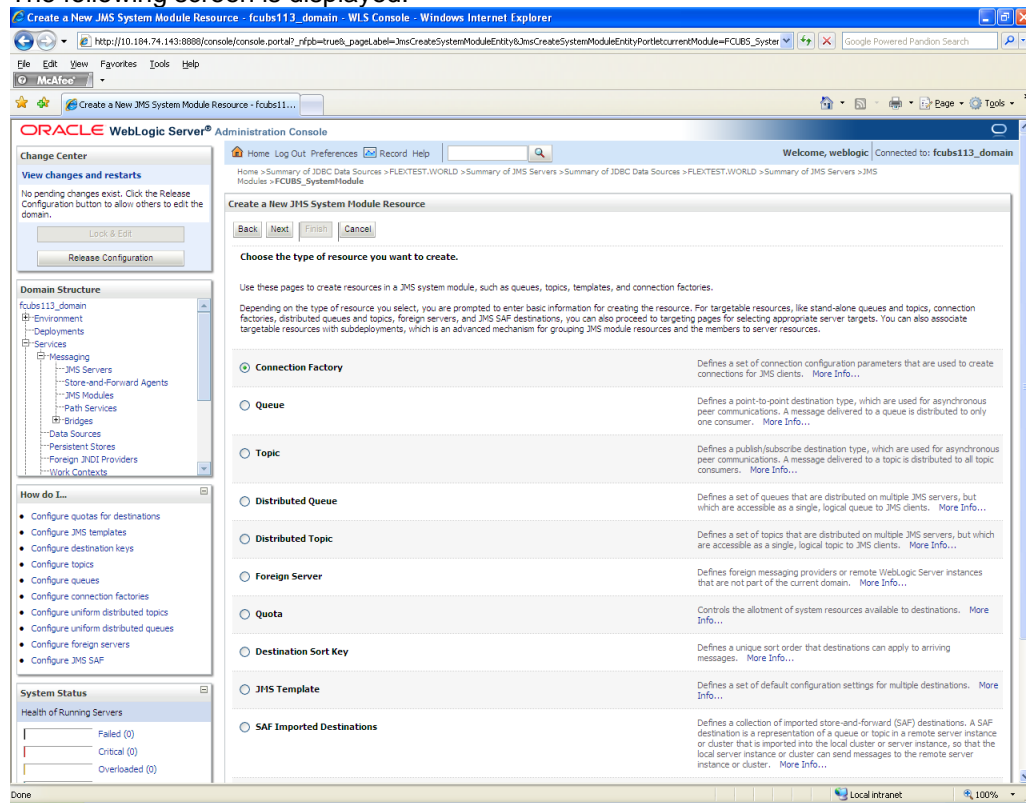 The following screen is displayed:
Create a New JMS System Module Resource - fcubs113_domain - WLS Console - Windows Internet Explorer
http://10.184.74.143:8888/console/console.portal?_nfpb=true&_pageLabel=JmsCreateSystemModuleEntity&JmsCreateSystemModuleEntityPortletcurrentModule=FCUBS_Syster
Google Powered Pandion Search
File Edit View Favorites Tools Help
McAfee
Create a New JMS System Module Resource - fcubs11...
Page Tools
ORACLE WebLogic Server® Administration Console
Change Center
View changes and restarts
No pending changes exist. Click the Release
Configuration button to allow others to edit the
domain.
Lock & Edit
Release Configuration
Domain Structure
fcubs113_domain
Environment
Deployments
Services
Messaging
JMS Servers
Store-and-Forward Agents
JMS Modules
Path Services
Bridges
Data Sources
Persistent Stores
Foreign JNDI Providers
Work Contexts
How do I...
Configure quotas for destinations
Configure JMS templates
Configure destination keys
Configure topics
Configure queues
Configure connection factories
Configure uniform distributed topics
Configure uniform distributed queues
Configure foreign servers
Configure JMS SAF
System Status
Health of Running Servers
Failed (0)
Critical (0)
Overloaded (0)
Home Log Out Preferences Record Help
Welcome, weblogic Connected to: fcubs113_domain
Home >Summary of JDBC Data Sources >FLEXTEST.WORLD >Summary of JMS Servers >Summary of JDBC Data Sources >FLEXTEST.WORLD >Summary of JMS Servers >JMS
Modules >FCUBS_SystemModule
Create a New JMS System Module Resource
Back Next Finish Cancel
Choose the type of resource you want to create.
Use these pages to create resources in a JMS system module, such as queues, topics, templates, and connection factories.
Depending on the type of resource you select, you are prompted to enter basic information for creating the resource. For targetable resources, like stand-alone queues and topics, connection
factories, distributed queues and topics, foreign servers, and JMS SAF destinations, you can also proceed to targeting pages for selecting appropriate server targets. You can also associate
targetable resources with subdeployments, which is an advanced mechanism for grouping JMS module resources and the members to server resources.
Connection Factory
Defines a set of connection configuration parameters that are used to create
connections for JMS clients. More Info...
Queue
Defines a point-to-point destination type, which are used for asynchronous
peer communications. A message delivered to a queue is distributed to only
one consumer. More Info...
Topic
Defines a publish/subscribe destination type, which are used for asynchronous
peer communications. A message delivered to a topic is distributed to all topic
consumers. More Info...
Distributed Queue
Defines a set of queues that are distributed on multiple JMS servers, but
which are accessible as a single, logical queue to JMS clients. More Info...
Distributed Topic
Defines a set of topics that are distributed on multiple JMS servers, but which
are accessible as a single, logical topic to JMS clients. More Info...
Foreign Server
Defines foreign messaging providers or remote WebLogic Server instances
that are not part of the current domain. More Info...
Quota
Controls the allotment of system resources available to destinations. More
Info...
Destination Sort Key
Defines a unique sort order that destinations can apply to arriving
messages. More Info...
JMS Template
Defines a set of default configuration settings for multiple destinations. More
Info...
SAF Imported Destinations
Defines a collection of imported store-and-forward (SAF) destinations. A SAF
destination is a representation of a queue or topic in a remote server instance
or cluster that is imported into the local cluster or server instance, so that the
local server instance or cluster can send messages to the remote server
instance or cluster. More Info...
Done
Local intranet
100%